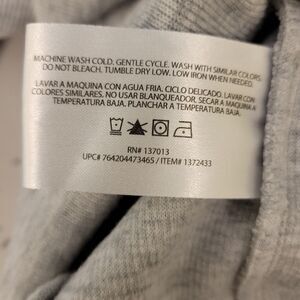 MACHINE WASH COLD. GENTLE CYCLE. WASH WITH SIMILAR COLORS.
DO NOT BLEACH. TUMBLE DRY LOW. LOW IRON WHEN NEEDED.
LAVAR A MAQUINA CON AGUA FRIA. CICLO DELICADO. LAVAR CON
COLORES SIMILARES. NO USAR BLANQUEADOR. SECAR A MAQUINA A
TEMPERATURA BAJA. PLANCHAR A TEMPERATURA BAJA.
RN# 137013
UPC# 764204473465 / ITEM# 1372433